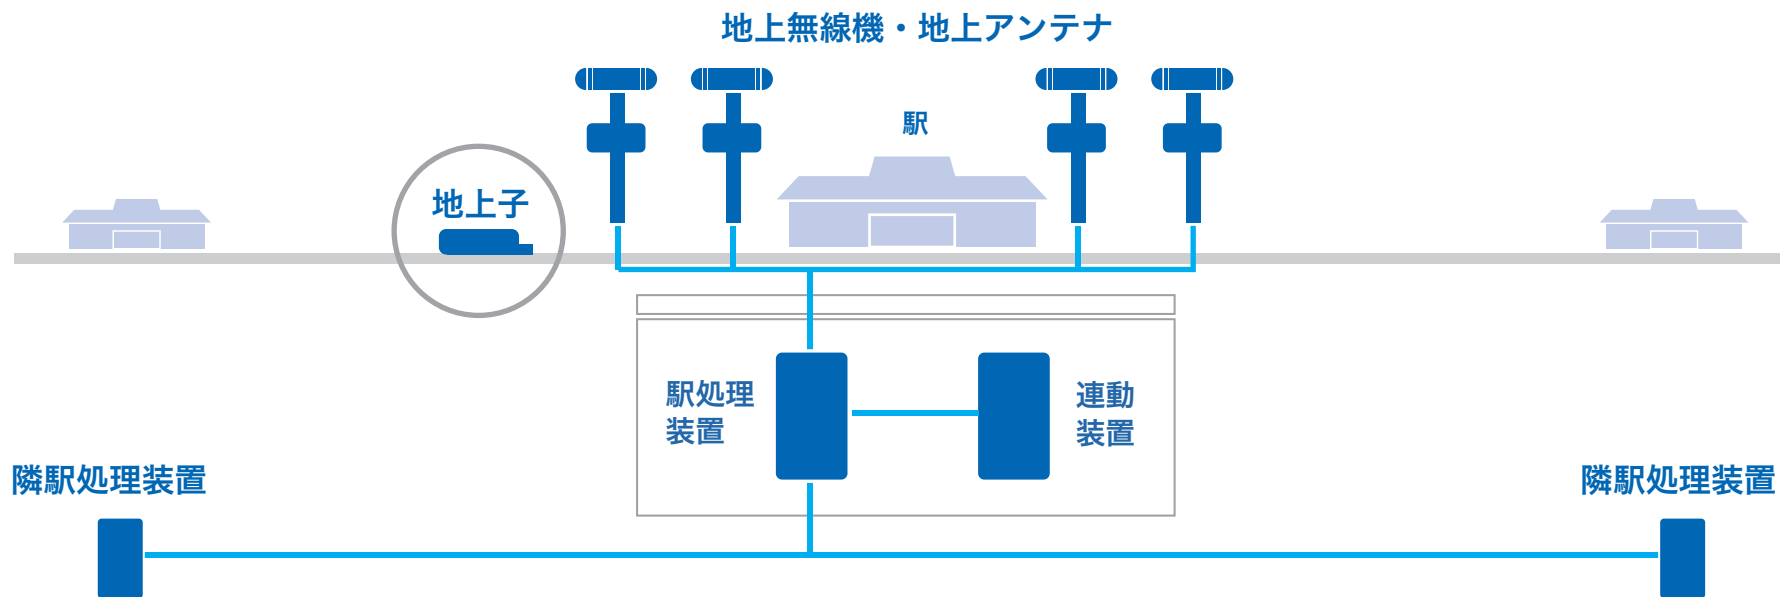 地上無線機・地上アンテナ
駅
地上子
駅処理
装置
連動
装置
隣駅処理装置
隣駅処理装置